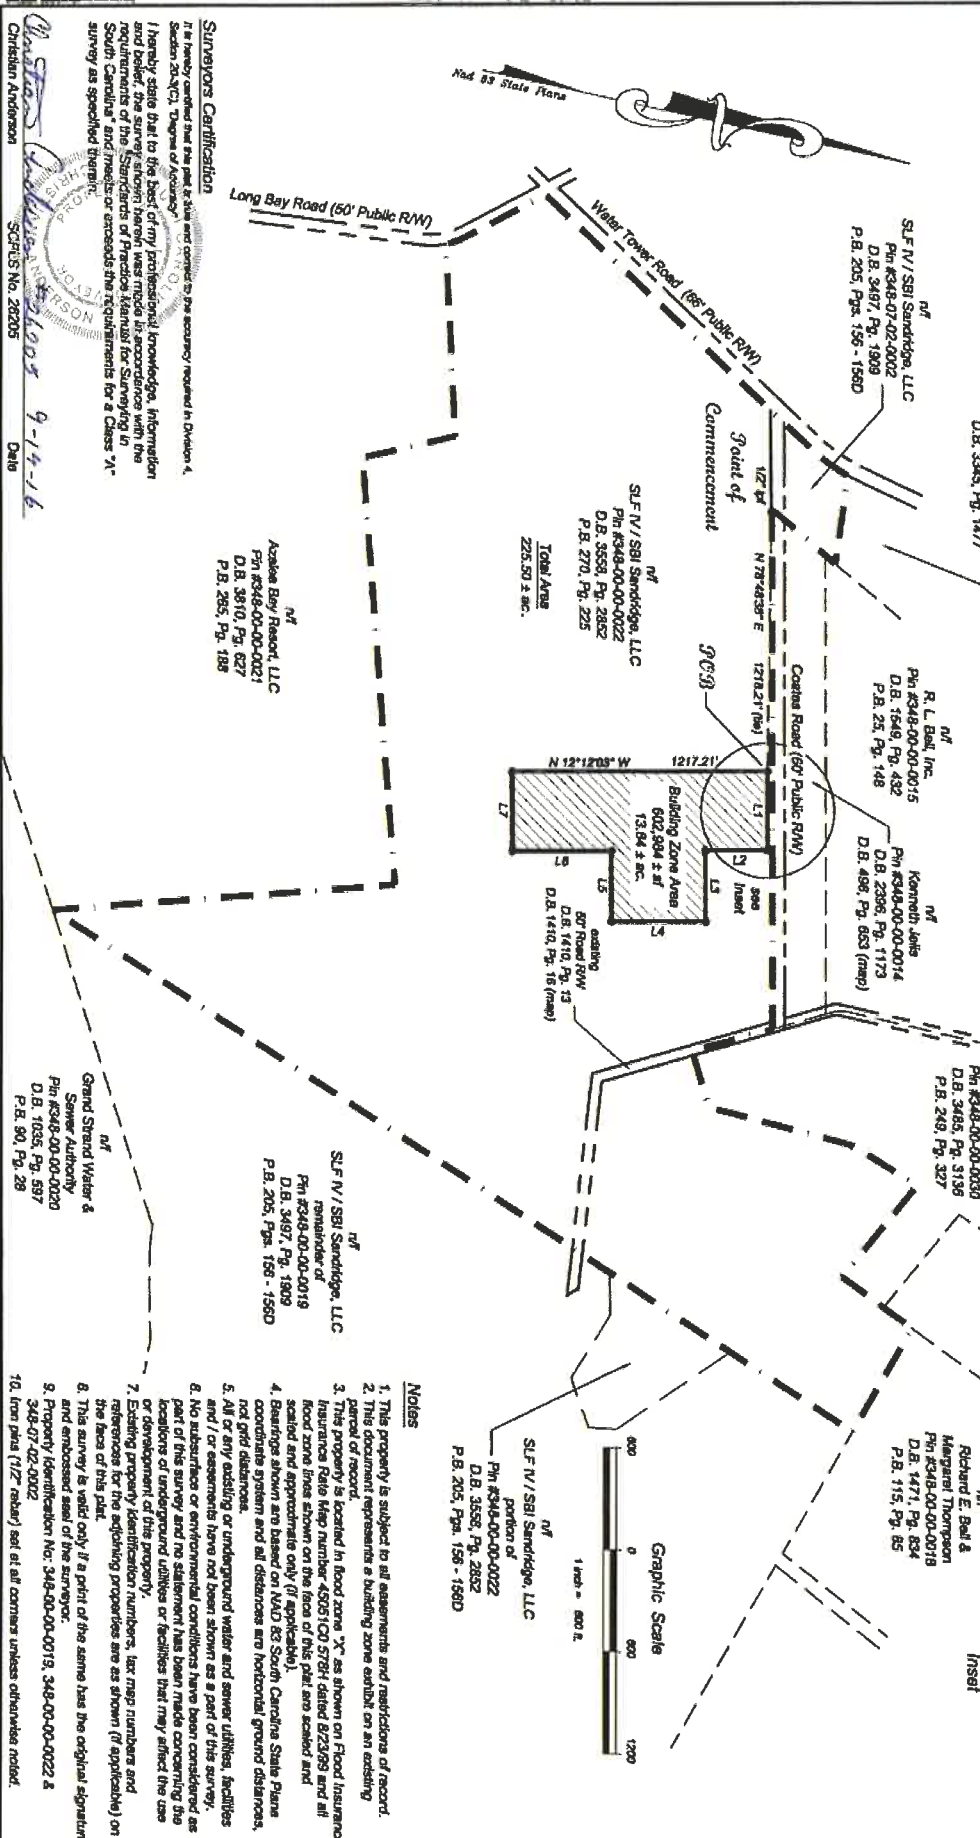 Nad 83 State Plane
n/f
SLF IV / SBI Sandridge, LLC
Pin #348-07-02-0002
D.B. 3497, Pg. 1909
P.B. 205, Pgs. 156 - 156D
D.B. 3345, Pg. 1477
Long Bay Road (50' Public R/W)
Water Tower Road (66' Public R/W)
Point of
Commencement
1/2" ipf
N 78°48'38" E
1218.21' (tie)
POB
Coates Road (60' Public R/W)
n/f
R. L. Bell, Inc.
Pin #348-00-00-0015
D.B. 1549, Pg. 432
P.B. 25, Pg. 148
n/f
Kenneth Jells
Pin #348-00-00-0014
D.B. 2396, Pg. 1173
D.B. 496, Pg. 653 (map)
Pin #348-00-00-0030
D.B. 3485, Pg. 3136
P.B. 249, Pg. 327
n/f
Richard E. Bell &
Margaret Thompson
Pin #348-00-00-0018
D.B. 1471, Pg. 834
P.B. 115, Pg. 85
Inset
n/f
SLF IV / SBI Sandridge, LLC
Pin #348-00-00-0022
D.B. 3558, Pg. 2852
P.B. 270, Pg. 225
Total Area
225.50 ± ac.
N 12°12'03" W
1217.21'
Building Zone Area
602,984 ± sf
13.84 ± ac.
L1
L2
L3
L4
L5
L6
L7
see
Inset
existing
50' Road R/W
D.B. 1410, Pg. 13
D.B. 1410, Pg. 16 (map)
n/f
Azalea Bay Resort, LLC
Pin #348-00-00-0021
D.B. 3810, Pg. 627
P.B. 265, Pg. 188
n/f
Grand Strand Water &
Sewer Authority
Pin #348-00-00-0020
D.B. 1035, Pg. 597
P.B. 90, Pg. 28
n/f
SLF IV / SBI Sandridge, LLC
remainder of
Pin #348-00-00-0019
D.B. 3497, Pg. 1909
P.B. 205, Pgs. 156 - 156D
n/f
SLF IV / SBI Sandridge, LLC
portion of
Pin #348-00-00-0022
D.B. 3558, Pg. 2852
P.B. 205, Pgs. 156 - 156D
Graphic Scale
600 0 600 1200
1 inch = 600 ft.
Surveyors Certification
It is hereby certified that this plat is true and correct to the accuracy required in Division 4,
Section 20-3(C), "Degree of Accuracy"
I hereby state that to the best of my professional knowledge, information
and belief, the survey shown herein was made in accordance with the
requirements of the "Standards of Practice Manual for Surveying in
South Carolina" and meets or exceeds the requirements for a Class "A"
survey as specified therein.
9-14-16
Christian Anderson SCPLS No. 26205 Date
Notes
1. This property is subject to all easements and restrictions of record.
2. This document represents a building zone exhibit on an existing
parcel of record.
3. This property is located in flood zone "X" as shown on Flood Insuranc
Insurance Rate Map number 45051C0 578H dated 8/23/99 and all
flood zone lines shown on the face of this plat are scaled and
scaled and approximate only (if applicable).
4. Bearings shown are based on NAD 83 South Carolina State Plane
coordinate system and all distances are horizontal ground distances,
not grid distances.
5. All or any existing or underground water and sewer utilities, facilities
and / or easements have not been shown as a part of this survey.
6. No subsurface or environmental conditions have been considered as
part of this survey and no statement has been made concerning the
locations of underground utilities or facilities that may affect the use
or development of this property.
7. Existing property identification numbers, tax map numbers and
references for the adjoining properties are as shown (if applicable) on
the face of this plat.
8. This survey is valid only if a print of the same has the original signatur
and embossed seal of the surveyor.
9. Property Identification No: 348-00-00-0019, 348-00-00-0022 &
348-07-02-0002
10. Iron pins (1/2" rebar) set at all corners unless otherwise noted.